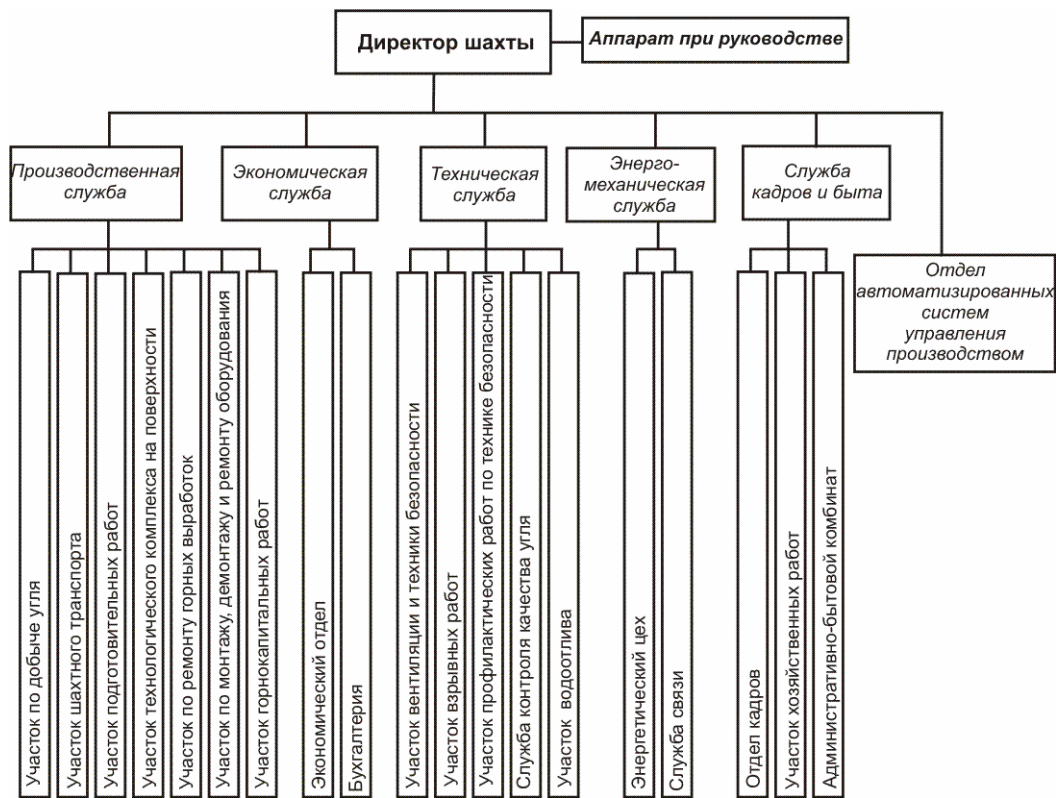 Директор шахты
Аппарат при руководстве
Производственная
служба
Экономическая
служба
Техническая
служба
Энерго-
механическая
служба
Служба
кадров и быта
Отдел
автоматизированных
систем
управления
производством
Участок по добыче угля
Участок шахтного транспорта
Участок подготовительных работ
Участок технологического комплекса на поверхности
Участок по ремонту горных выработок
Участок по монтажу, демонтажу и ремонту оборудования
Участок горнокапитальных работ
Экономический отдел
Бухгалтерия
Участок вентиляции и техники безопасности
Участок взрывных работ
Участок профилактических работ по технике безопасности
Служба контроля качества угля
Участок водоотлива
Энергетический цех
Служба связи
Отдел кадров
Участок хозяйственных работ
Административно-бытовой комбинат